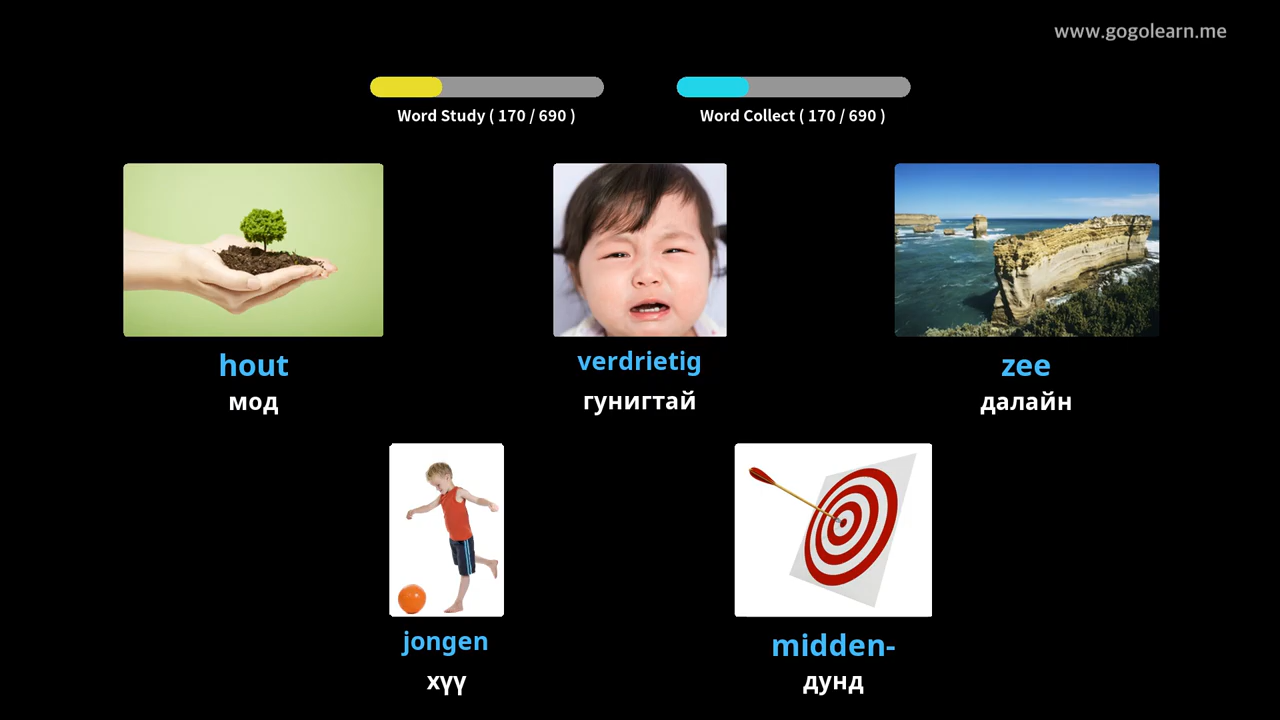 www.gogolearn.me
Word Study ( 170 / 690 )
Word Collect ( 170 / 690 )
hout
мод
verdrietig
гунигтай
zee
далайн
jongen
хүү
midden-
дунд